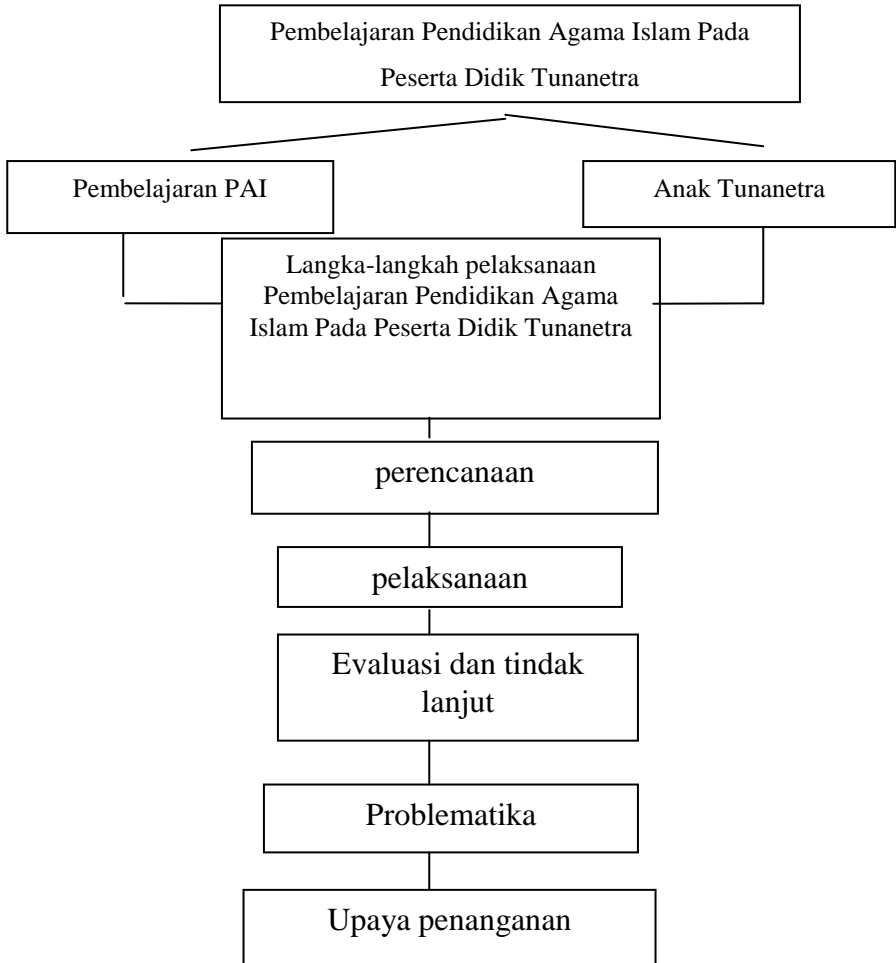 Pembelajaran Pendidikan Agama Islam Pada
Peserta Didik Tunanetra
Pembelajaran PAI
Anak Tunanetra
Langka-langkah pelaksanaan
Pembelajaran Pendidikan Agama
Islam Pada Peserta Didik Tunanetra
perencanaan
pelaksanaan
Evaluasi dan tindak
lanjut
Problematika
Upaya penanganan